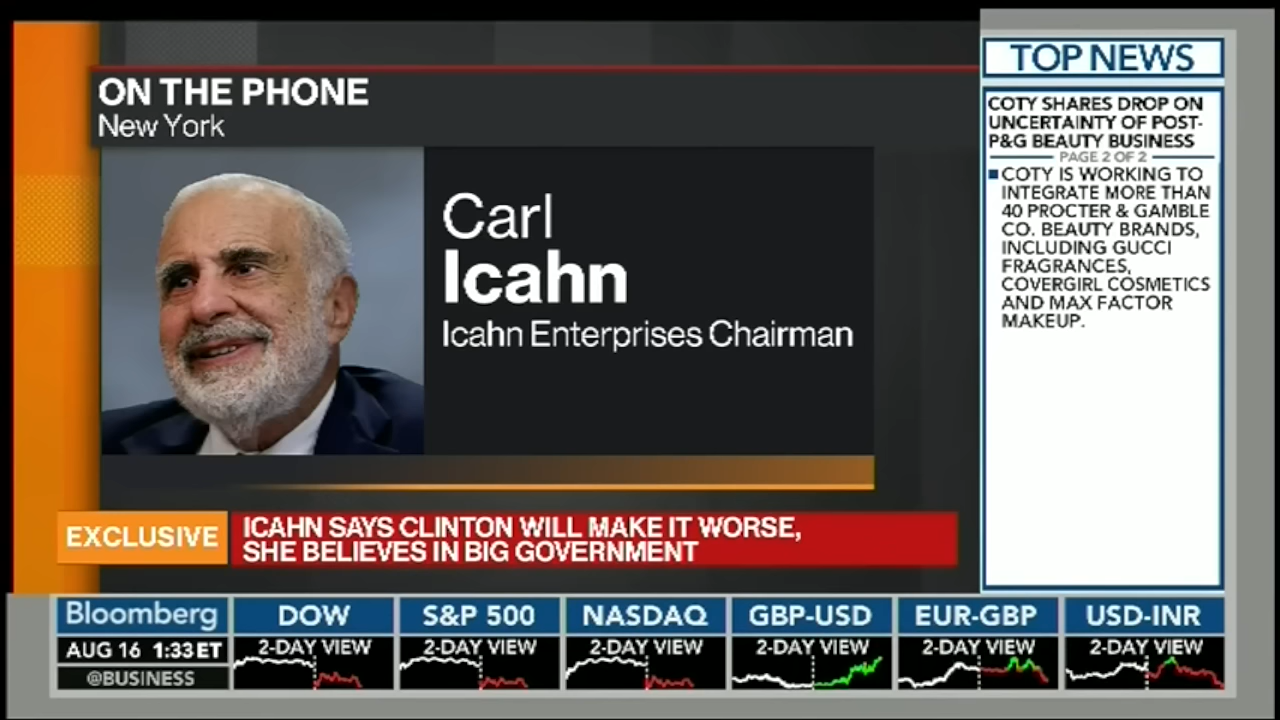 ON THE PHONE
New York
Carl
Icahn
Icahn Enterprises Chairman
EXCLUSIVE
ICAHN SAYS CLINTON WILL MAKE IT WORSE,
SHE BELIEVES IN BIG GOVERNMENT
TOP NEWS
COTY SHARES DROP ON
UNCERTAINTY OF POST-
P&G BEAUTY BUSINESS
PAGE 2 OF 2
COTY IS WORKING TO
INTEGRATE MORE THAN
40 PROCTER & GAMBLE
CO. BEAUTY BRANDS,
INCLUDING GUCCI
FRAGRANCES,
COVERGIRL COSMETICS
AND MAX FACTOR
MAKEUP.
Bloomberg
AUG 16 1:33 ET
@BUSINESS
DOW
2-DAY VIEW
S&P 500
2-DAY VIEW
NASDAQ
2-DAY VIEW
GBP-USD
2-DAY VIEW
EUR-GBP
2-DAY VIEW
USD-INR
2-DAY VIEW